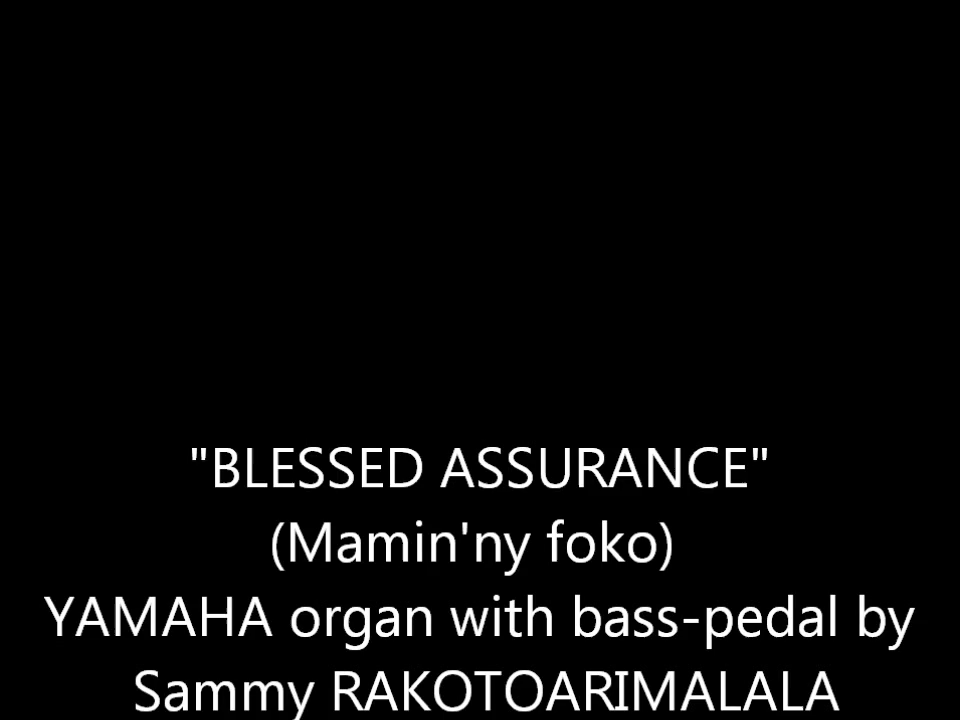 "BLESSED ASSURANCE"
(Mamin'ny foko)
YAMAHA organ with bass-pedal by
Sammy RAKOTOARIMALALA